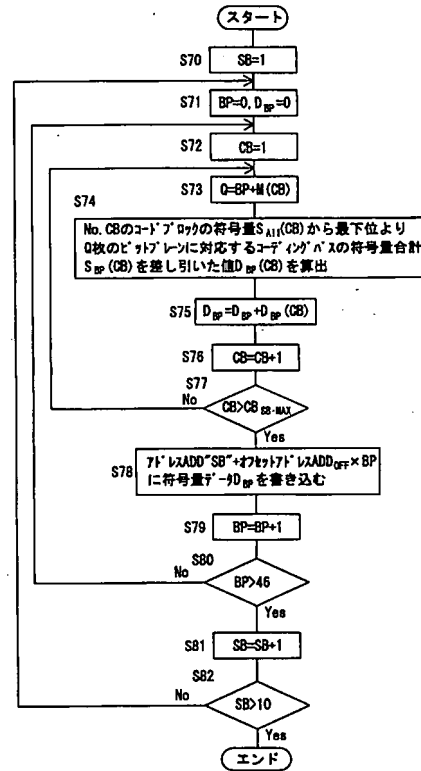 スタート
S70
SB=1
S71
BP=0, D_BP=0
S72
CB=1
S73
Q=BP+M(CB)
S74
No.CBのコードブロックの符号量S_All(CB)から最下位より
Q枚のビットプレーンに対応するコーディングパスの符号量合計
S_BP(CB)を差し引いた値D_BP(CB)を算出
S75
D_BP=D_BP+D_BP(CB)
S76
CB=CB+1
S77
No
CB>CB_SB-MAX
Yes
S78
アドレスADD"SB"+オフセットアドレスADD_OFF×BP
に符号量データD_BPを書き込む
S79
BP=BP+1
S80
No
BP>46
Yes
S81
SB=SB+1
S82
No
SB>10
Yes
エンド